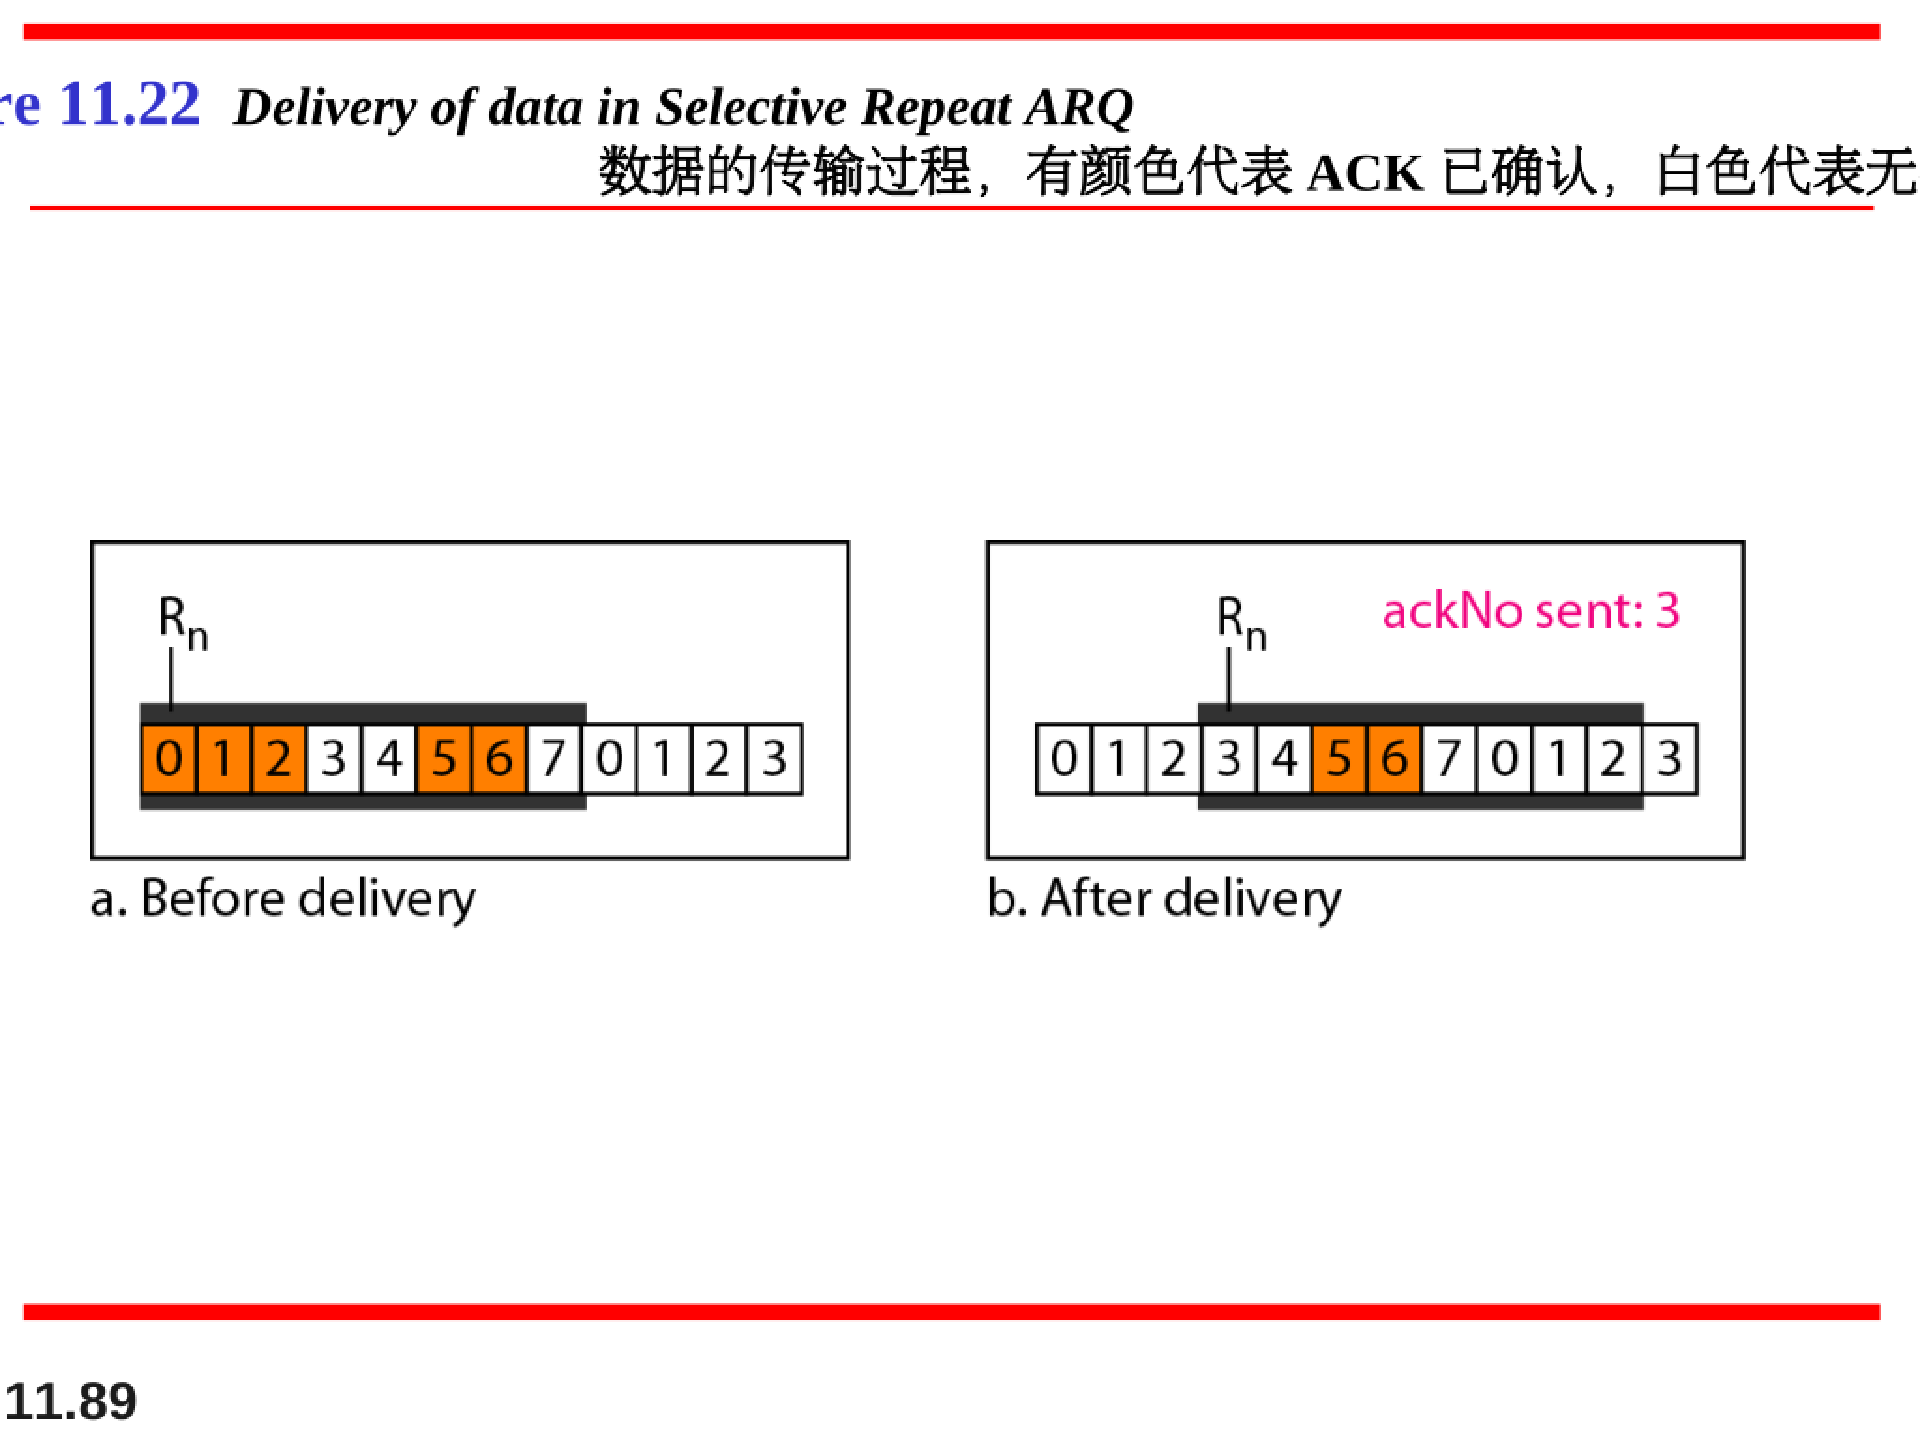 re 11.22 Delivery of data in Selective Repeat ARQ
数据的传输过程，有颜色代表 ACK 已确认，白色代表无
Rn
0 1 2 3 4 5 6 7 0 1 2 3
a. Before delivery
Rn ackNo sent: 3
0 1 2 3 4 5 6 7 0 1 2 3
b. After delivery
11.89